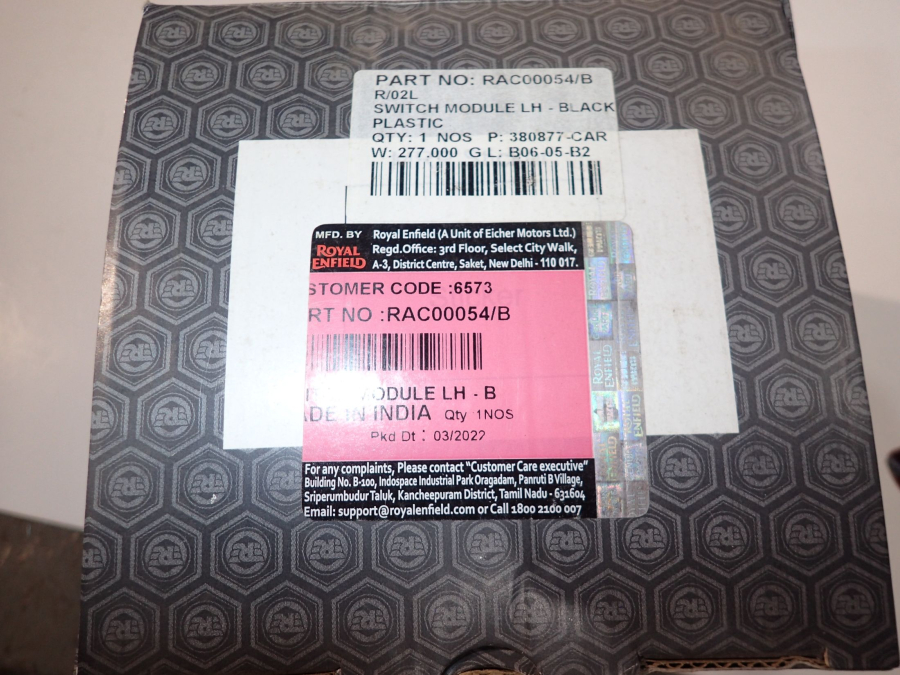 PART NO: RAC00054/B
R/02L
SWITCH MODULE LH - BLACK
PLASTIC
QTY: 1 NOS P: 380877-CAR
W: 277.000 G L: B06-05-B2
MFD. BY
ROYAL
ENFIELD
Royal Enfield (A Unit of Eicher Motors Ltd.)
Regd.Office: 3rd Floor, Select City Walk,
A-3, District Centre, Saket, New Delhi - 110 017.
STOMER CODE :6573
RT NO :RAC00054/B
ODULE LH - B
DE IN INDIA Qty 1NOS
Pkd Dt : 03/2022
For any complaints, Please contact "Customer Care executive"
Building No. B-100, Indospace Industrial Park Oragadam, Panruti B Village,
Sriperumbudur Taluk, Kancheepuram District, Tamil Nadu - 631604
Email: support@royalenfield.com or Call 1800 2100 007
ROYAL
ENFIELD